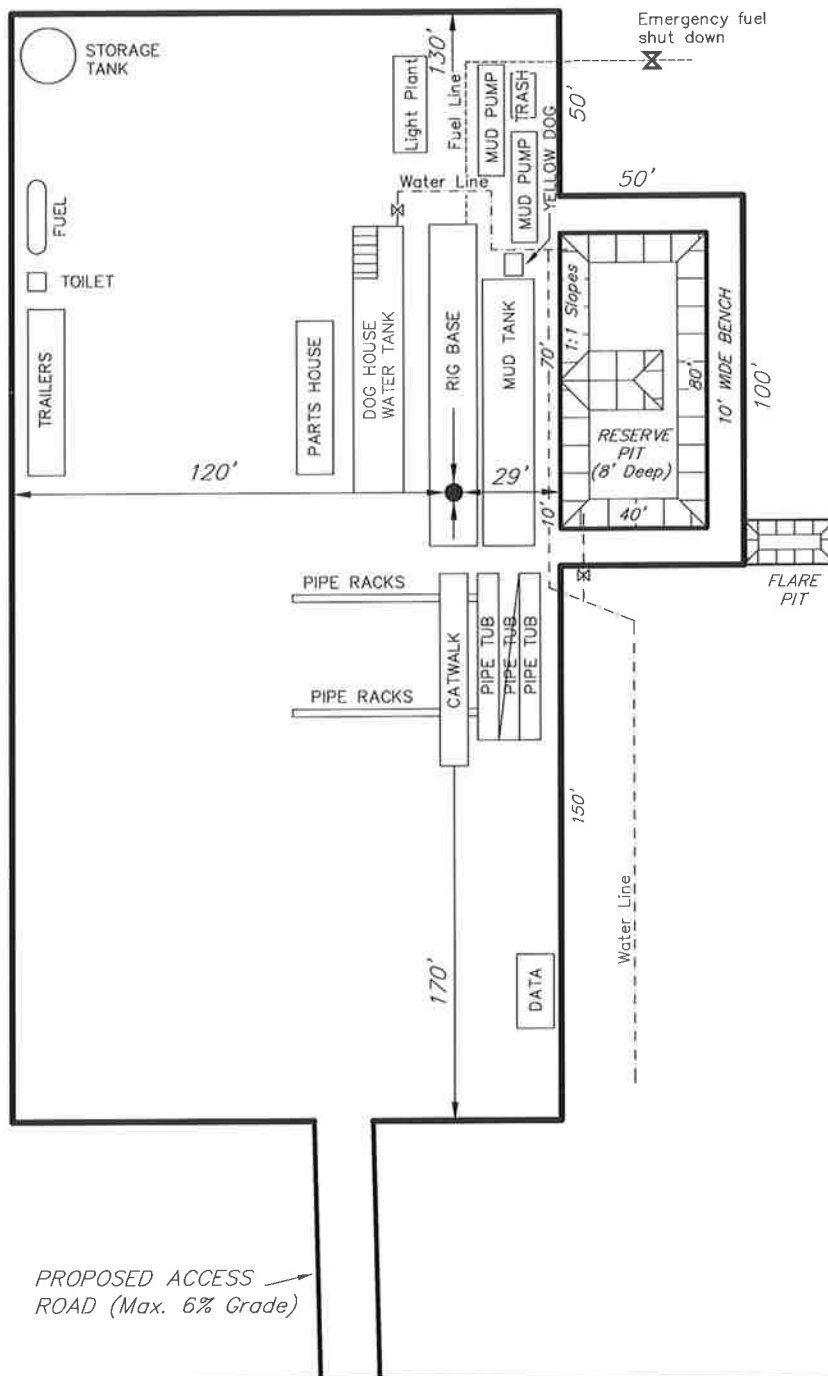 Emergency fuel
shut down
STORAGE
TANK
130'
Light Plant
Fuel Line
MUD PUMP
TRASH
50'
MUD PUMP
YELLOW DOG
Water Line
50'
FUEL
TOILET
TRAILERS
PARTS HOUSE
DOG HOUSE
WATER TANK
RIG BASE
MUD TANK
70'
1:1 Slopes
80'
10' WIDE BENCH
100'
RESERVE
PIT
(8' Deep)
120'
29'
10'
40'
FLARE
PIT
PIPE RACKS
CATWALK
PIPE TUB
PIPE TUB
PIPE TUB
PIPE RACKS
150'
Water Line
170'
DATA
PROPOSED ACCESS
ROAD (Max. 6% Grade)